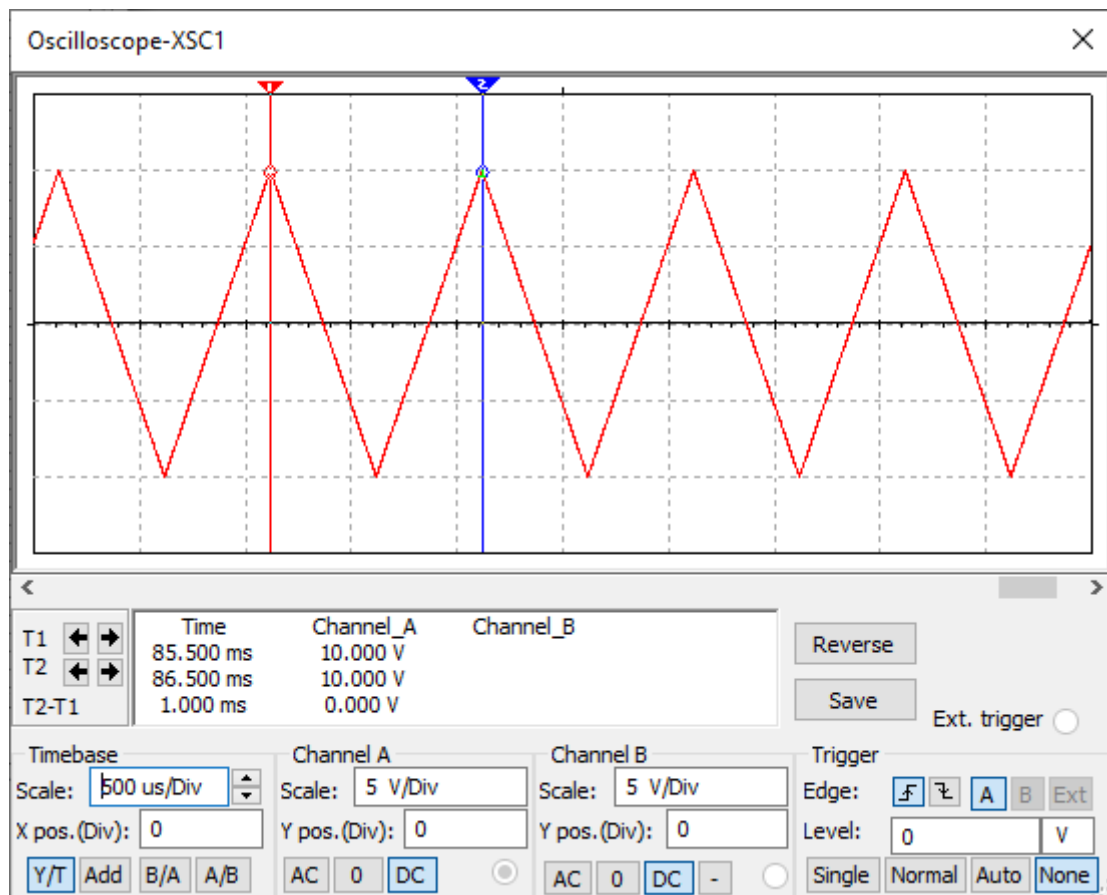 Oscilloscope-XSC1
1 2
T1 Time Channel_A Channel_B
85.500 ms 10.000 V
T2 86.500 ms 10.000 V
T2-T1 1.000 ms 0.000 V
Reverse
Save
Ext. trigger
Timebase
Scale: 500 us/Div
X pos.(Div): 0
Y/T Add B/A A/B
Channel A
Scale: 5 V/Div
Y pos.(Div): 0
AC 0 DC
Channel B
Scale: 5 V/Div
Y pos.(Div): 0
AC 0 DC -
Trigger
Edge: A B Ext
Level: 0 V
Single Normal Auto None